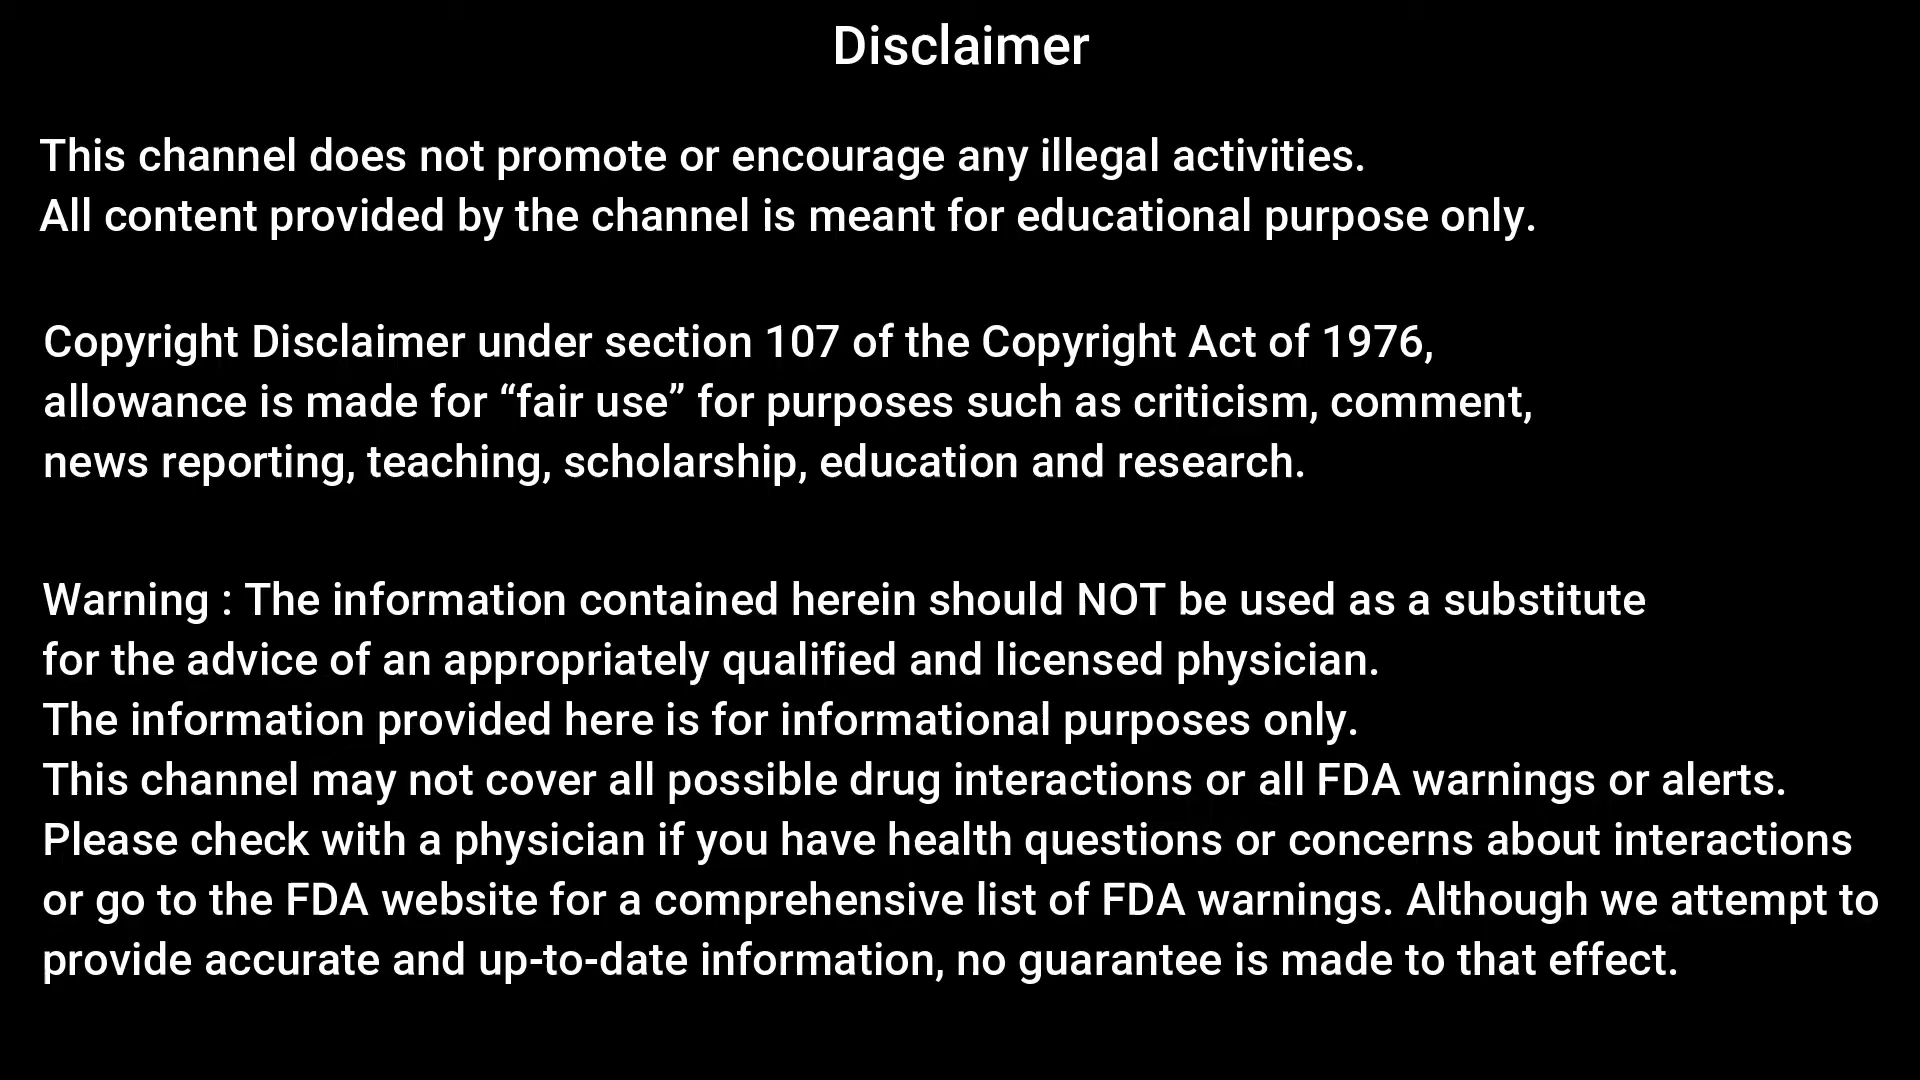 Disclaimer
This channel does not promote or encourage any illegal activities.
All content provided by the channel is meant for educational purpose only.
Copyright Disclaimer under section 107 of the Copyright Act of 1976,
allowance is made for “fair use” for purposes such as criticism, comment,
news reporting, teaching, scholarship, education and research.
Warning : The information contained herein should NOT be used as a substitute
for the advice of an appropriately qualified and licensed physician.
The information provided here is for informational purposes only.
This channel may not cover all possible drug interactions or all FDA warnings or alerts.
Please check with a physician if you have health questions or concerns about interactions
or go to the FDA website for a comprehensive list of FDA warnings. Although we attempt to
provide accurate and up-to-date information, no guarantee is made to that effect.